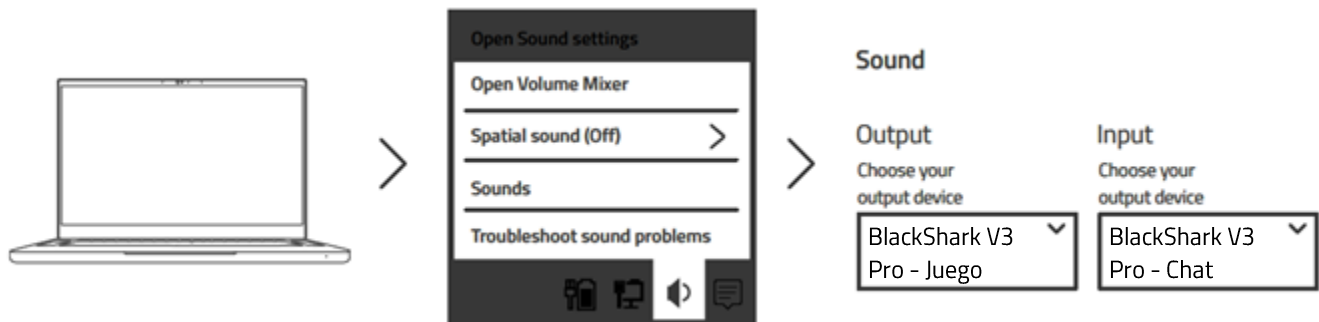 Open Sound settings
Open Volume Mixer
Spatial sound (Off)
Sounds
Troubleshoot sound problems
Sound
Output
Choose your
output device
BlackShark V3
Pro - Juego
Input
Choose your
output device
BlackShark V3
Pro - Chat